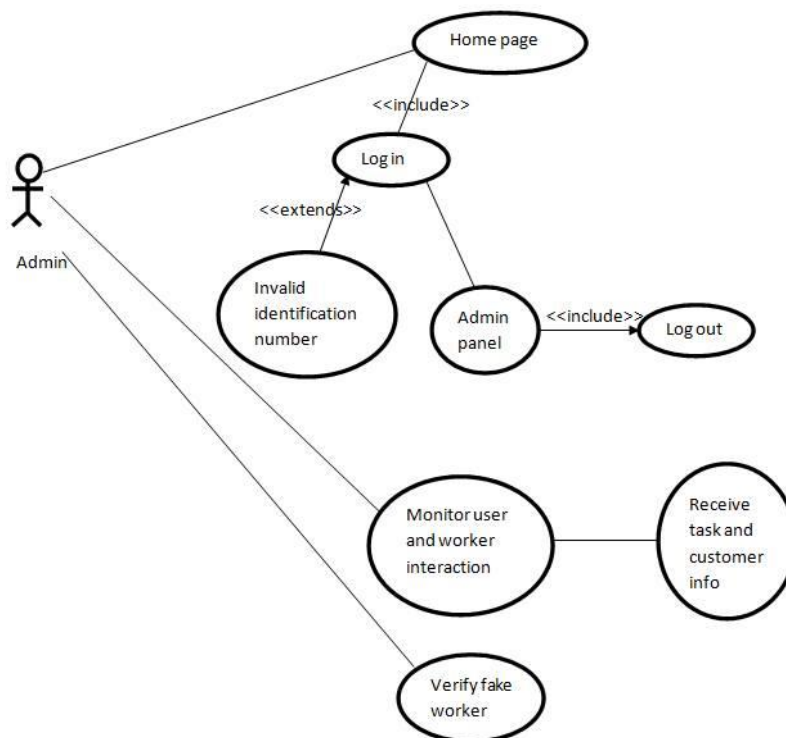 Home page
<<include>>
Log in
<<extends>>
Admin
Invalid
identification
number
Admin
panel
<<include>>
Log out
Monitor user
and worker
interaction
Receive
task and
customer
info
Verify fake
worker